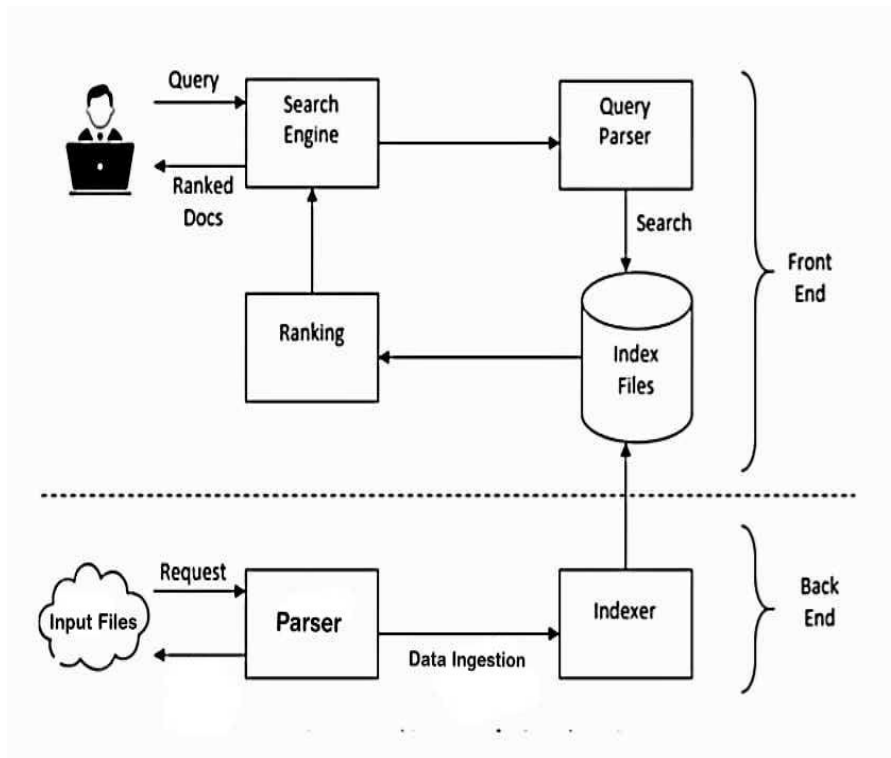 Query
Search
Engine
Query
Parser
Ranked
Docs
Search
Front
End
Ranking
Index
Files
Request
Input Files
Parser
Data Ingestion
Indexer
Back
End